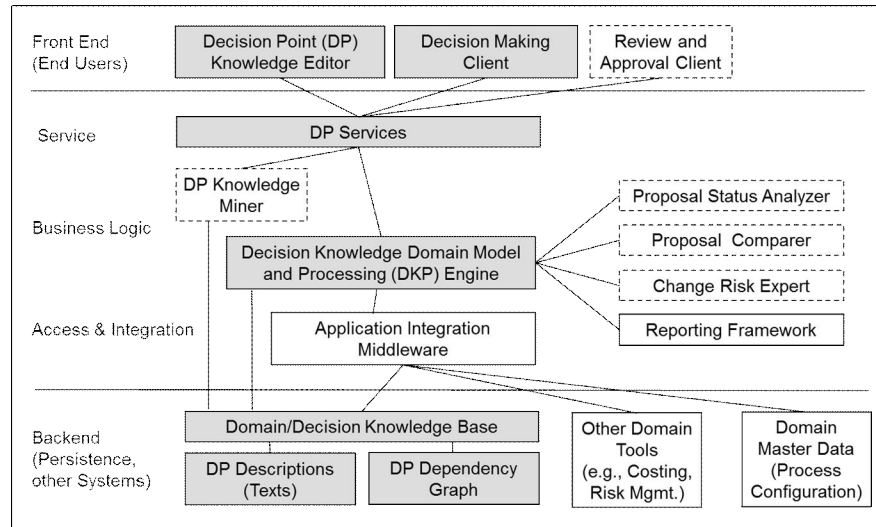 Front End
(End Users)
Decision Point (DP)
Knowledge Editor
Decision Making
Client
Review and
Approval Client
Service
DP Services
DP Knowledge
Miner
Business Logic
Proposal Status Analyzer
Decision Knowledge Domain Model
and Processing (DKP) Engine
Proposal Comparer
Change Risk Expert
Access & Integration
Application Integration
Middleware
Reporting Framework
Backend
(Persistence,
other Systems)
Domain/Decision Knowledge Base
DP Descriptions
(Texts)
DP Dependency
Graph
Other Domain
Tools
(e.g., Costing,
Risk Mgmt.)
Domain
Master Data
(Process
Configuration)